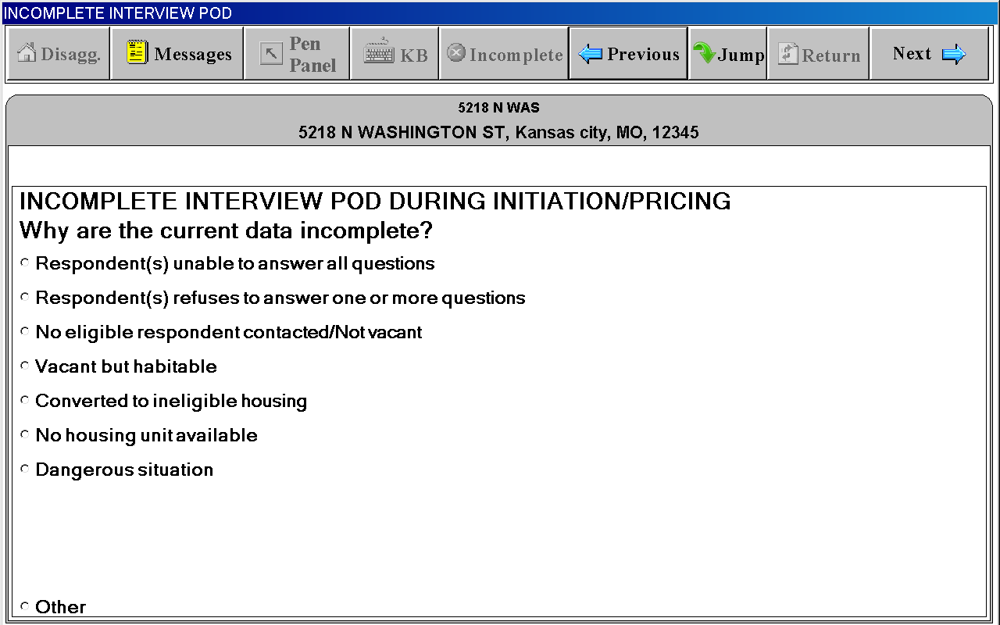 INCOMPLETE INTERVIEW POD
Disagg.
Messages
Pen
Panel
KB
Incomplete
Previous
Jump
Return
Next
5218 N WAS
5218 N WASHINGTON ST, Kansas city, MO, 12345
INCOMPLETE INTERVIEW POD DURING INITIATION/PRICING
Why are the current data incomplete?
Respondent(s) unable to answer all questions
Respondent(s) refuses to answer one or more questions
No eligible respondent contacted/Not vacant
Vacant but habitable
Converted to ineligible housing
No housing unit available
Dangerous situation
Other